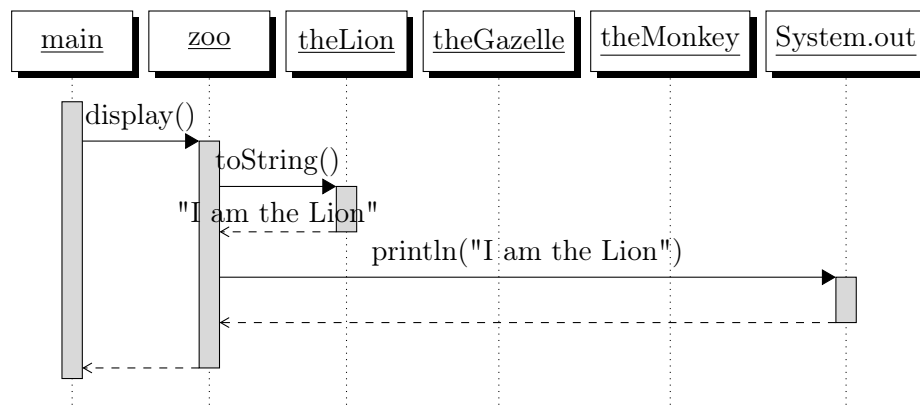 main zoo theLion theGazelle theMonkey System.out
display()
toString()
"I am the Lion"
println("I am the Lion")